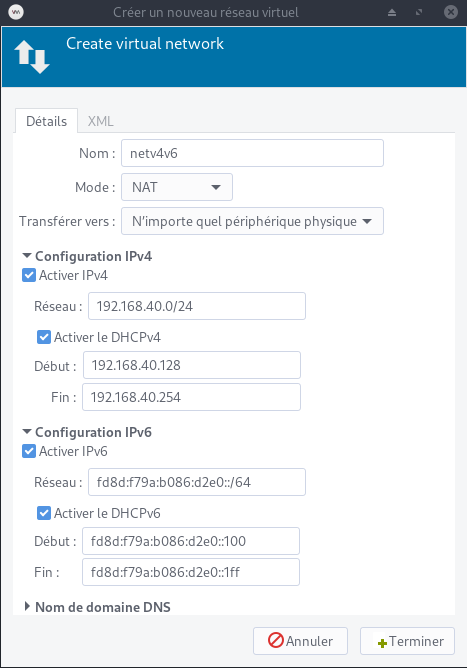 Créer un nouveau réseau virtuel
Create virtual network
Détails XML
Nom : netv4v6
Mode : NAT
Transférer vers : N'importe quel périphérique physique
Configuration IPv4
Activer IPv4
Réseau : 192.168.40.0/24
Activer le DHCPv4
Début : 192.168.40.128
Fin : 192.168.40.254
Configuration IPv6
Activer IPv6
Réseau : fd8d:f79a:b086:d2e0::/64
Activer le DHCPv6
Début : fd8d:f79a:b086:d2e0::100
Fin : fd8d:f79a:b086:d2e0::1ff
Nom de domaine DNS
Annuler Terminer